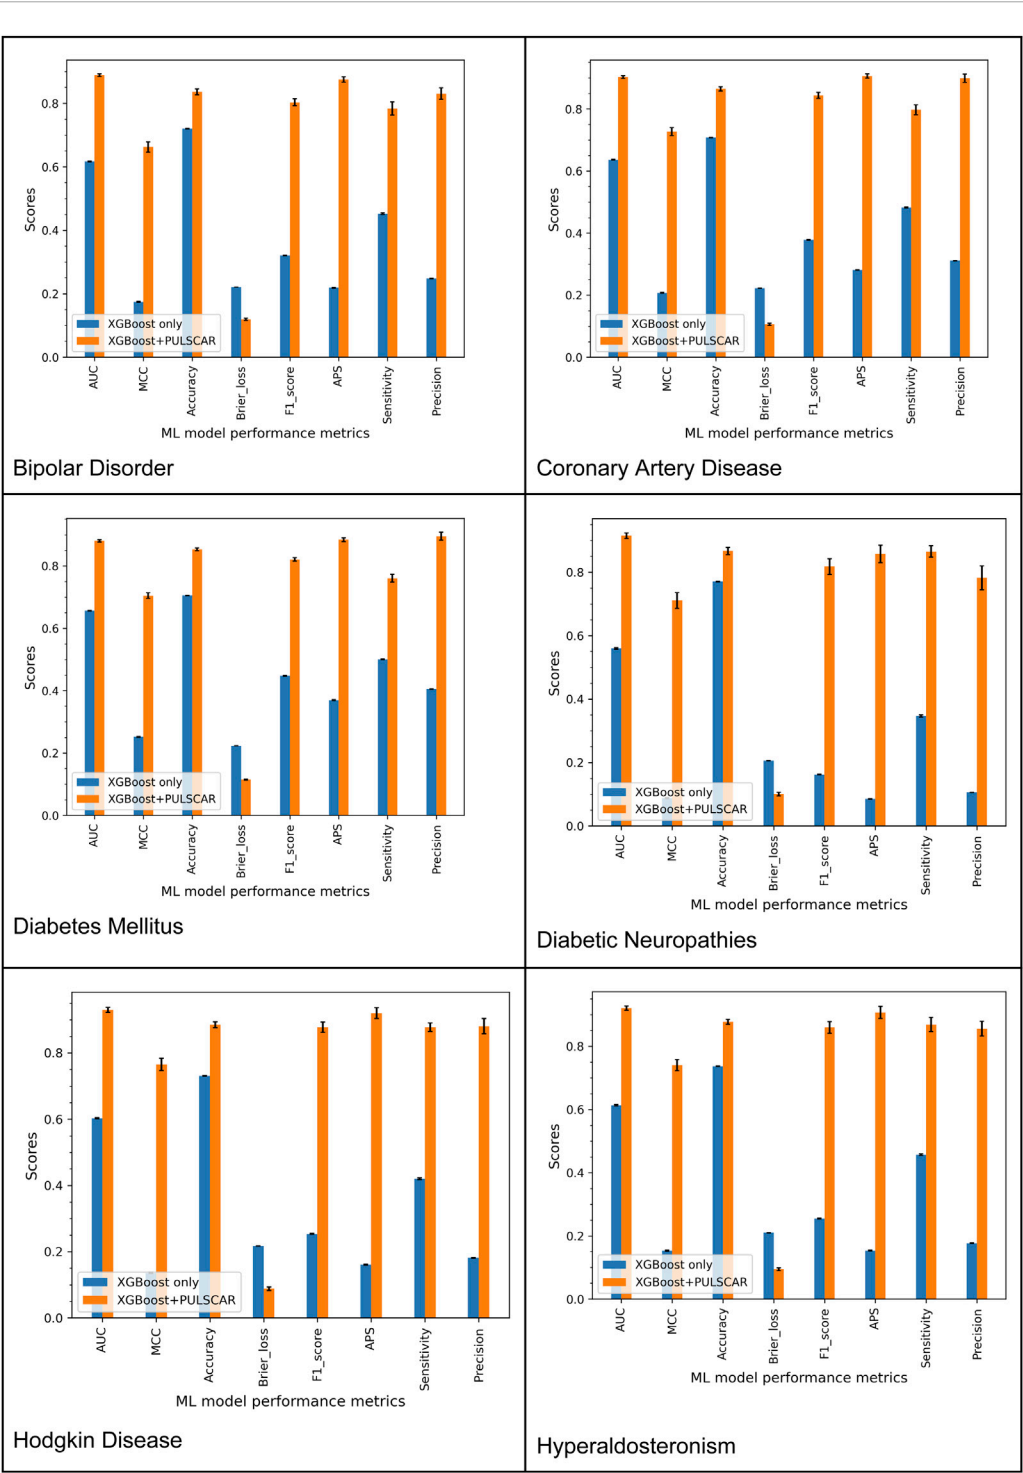 0.8
0.6
0.4
0.2
0.0
Scores
XGBoost only
XGBoost+PULSCAR
AUC
MCC
Accuracy
Brier_loss
F1_score
APS
Sensitivity
Precision
ML model performance metrics
Bipolar Disorder
0.8
0.6
0.4
0.2
0.0
Scores
XGBoost only
XGBoost+PULSCAR
AUC
MCC
Accuracy
Brier_loss
F1_score
APS
Sensitivity
Precision
ML model performance metrics
Coronary Artery Disease
0.8
0.6
0.4
0.2
0.0
Scores
XGBoost only
XGBoost+PULSCAR
AUC
MCC
Accuracy
Brier_loss
F1_score
APS
Sensitivity
Precision
ML model performance metrics
Diabetes Mellitus
0.8
0.6
0.4
0.2
0.0
Scores
XGBoost only
XGBoost+PULSCAR
AUC
MCC
Accuracy
Brier_loss
F1_score
APS
Sensitivity
Precision
ML model performance metrics
Diabetic Neuropathies
0.8
0.6
0.4
0.2
0.0
Scores
XGBoost only
XGBoost+PULSCAR
AUC
MCC
Accuracy
Brier_loss
F1_score
APS
Sensitivity
Precision
ML model performance metrics
Hodgkin Disease
0.8
0.6
0.4
0.2
0.0
Scores
XGBoost only
XGBoost+PULSCAR
AUC
MCC
Accuracy
Brier_loss
F1_score
APS
Sensitivity
Precision
ML model performance metrics
Hyperaldosteronism